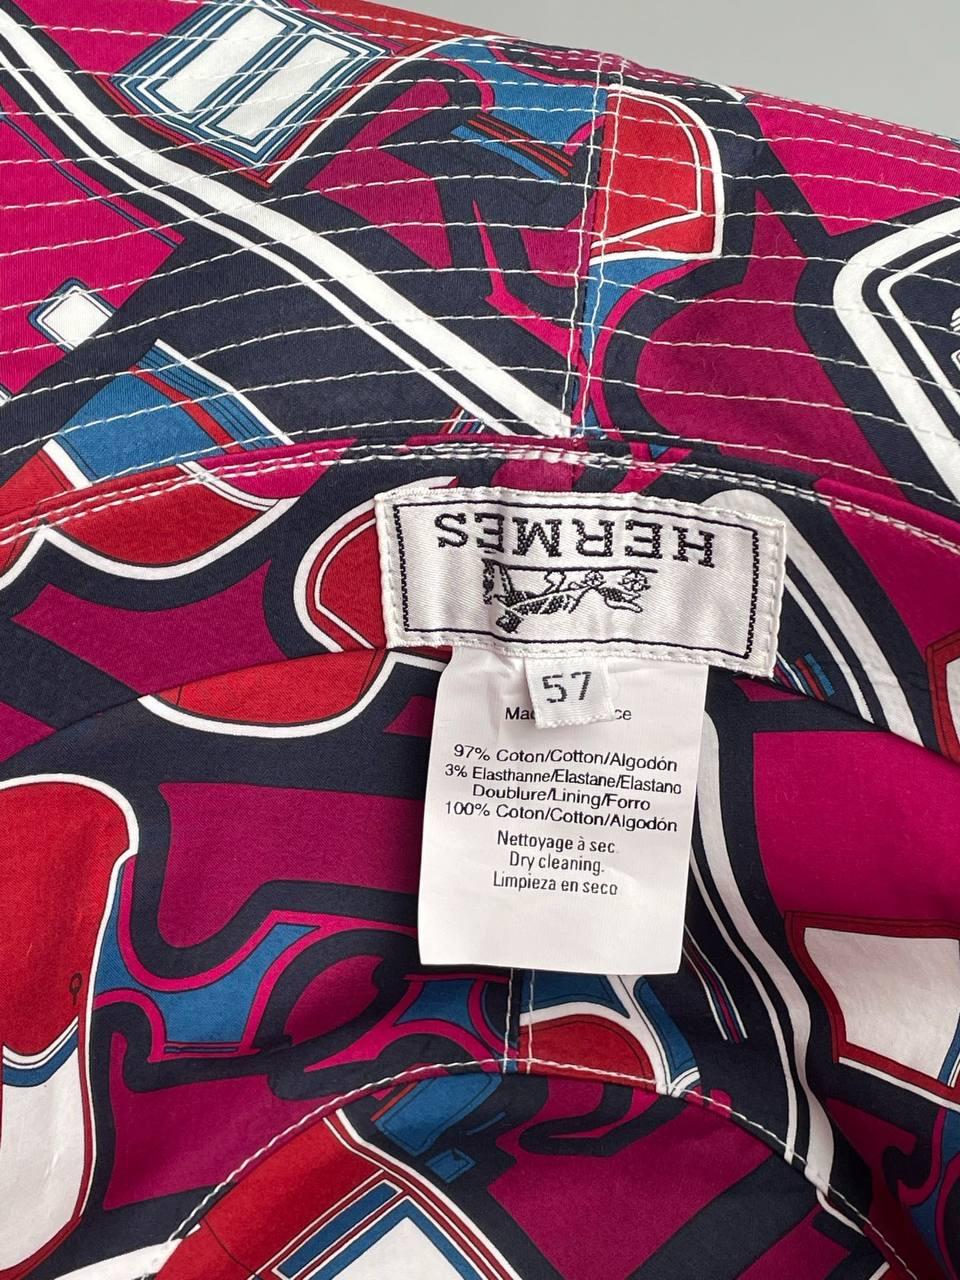 HERMES
57
Mad ce
97% Coton/Cotton/Algodón
3% Elasthanne/Elastane/Elastano
Doublure/Lining/Forro
100% Coton/Cotton/Algodón
Nettoyage à sec.
Dry cleaning.
Limpieza en seco